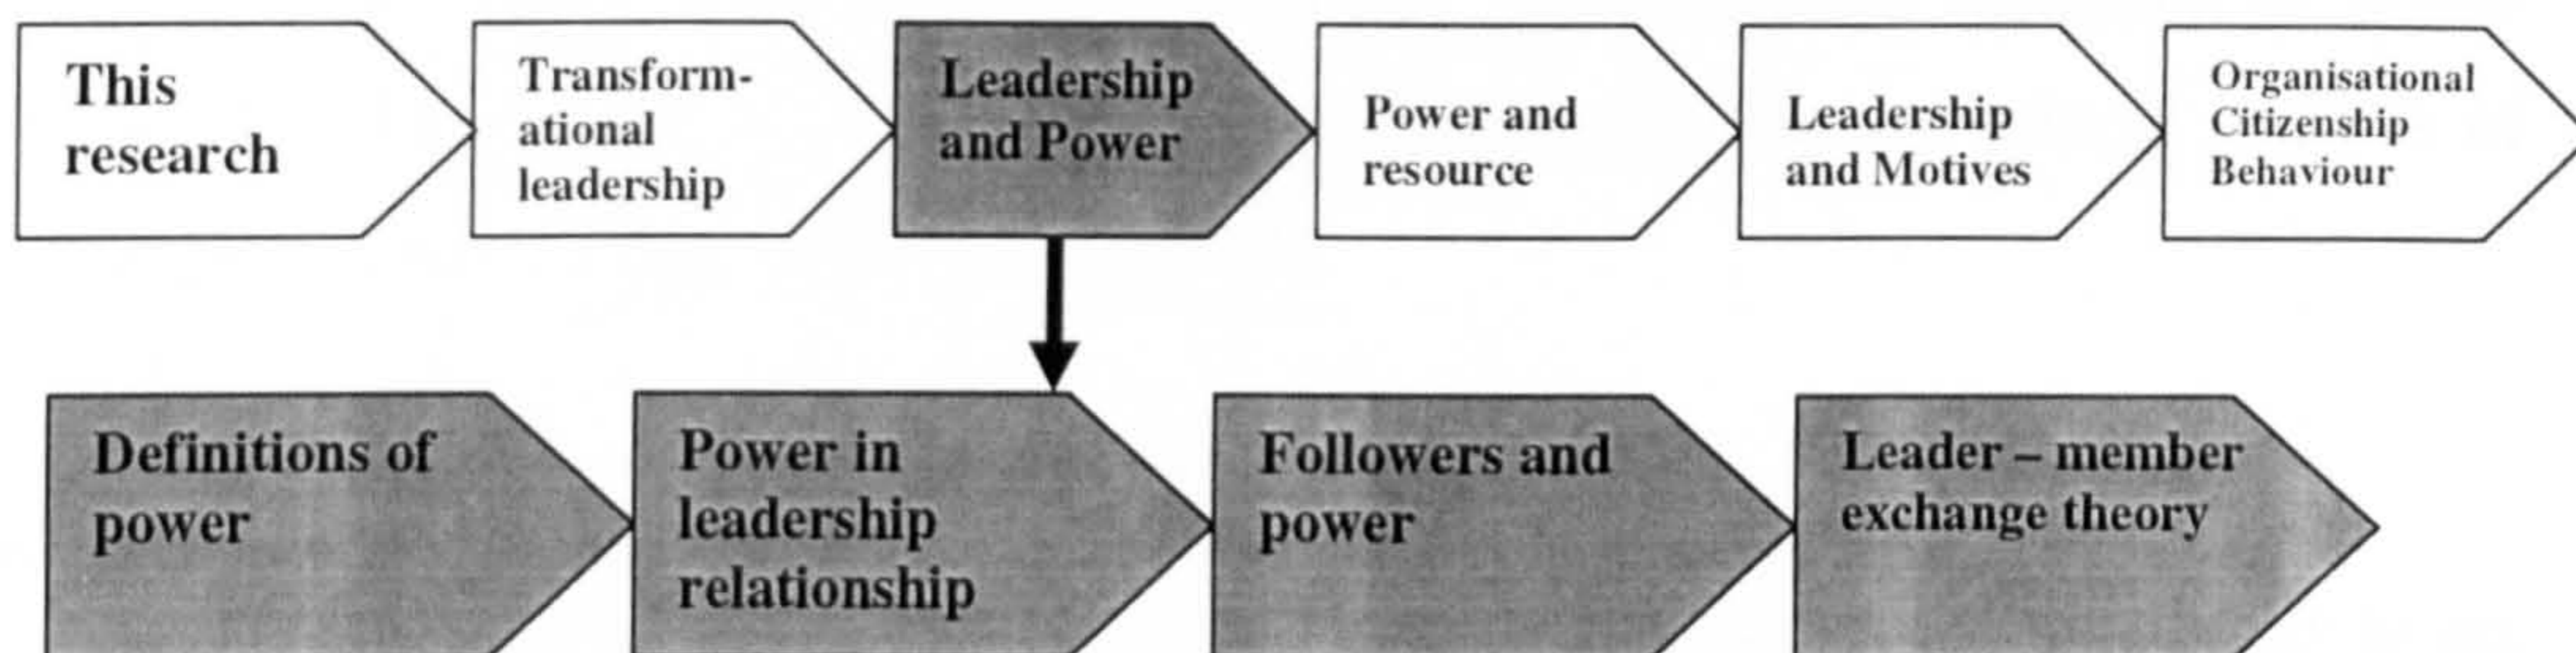 This
research
Transform-
ational
leadership
Leadership
and Power
Power and
resource
Leadership
and Motives
Organisational
Citizenship
Behaviour
Definitions of
power
Power in
leadership
relationship
Followers and
power
Leader – member
exchange theory